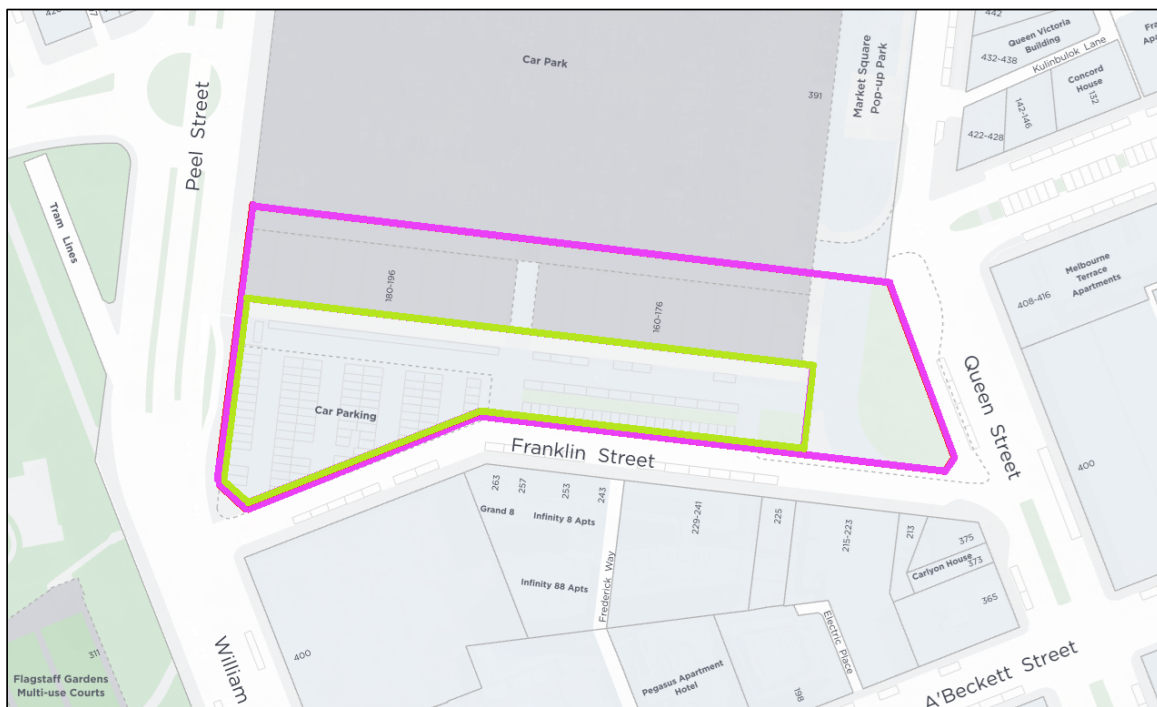 442
Queen Victoria
Building
432-438
Kulinbulok Lane
Car Park
Concord
House
132
Market Square
Pop-up Park
391
142-146
422-428
Peel Street
Tram Lines
Melbourne
Terrace
Apartments
408-416
180-196
160-176
Queen Street
Car Parking
Franklin Street
400
263
257
253
243
Grand 8
Infinity 8 Apts
229-241
225
215-223
213
375
Carlyon House
373
Infinity 88 Apts
Frederick Way
365
Electric Place
William
400
311
Flagstaff Gardens
Multi-use Courts
Pegasus Apartment
Hotel
198
A'Beckett Street